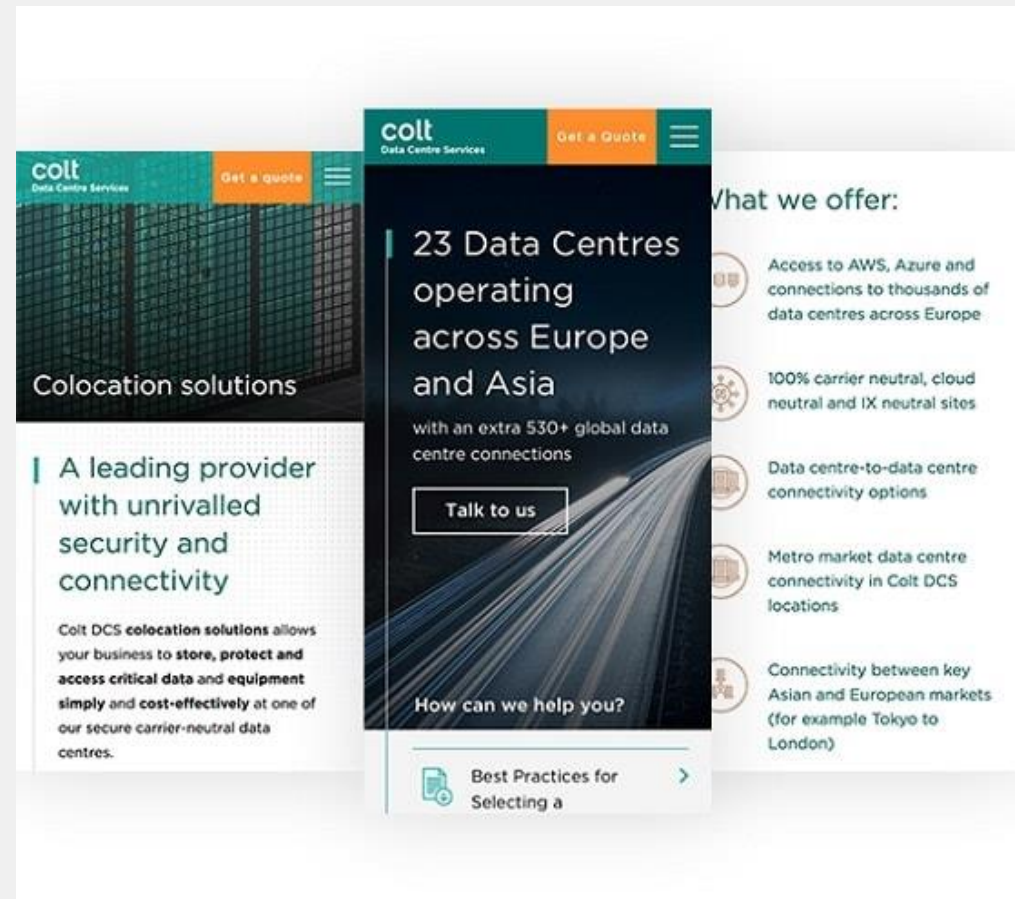 colt
Data Centre Services
Get a quote
Colocation solutions
A leading provider
with unrivalled
security and
connectivity
Colt DCS colocation solutions allows
your business to store, protect and
access critical data and equipment
simply and cost-effectively at one of
our secure carrier-neutral data
centres.
colt
Data Centre Services
Get a Quote
23 Data Centres
operating
across Europe
and Asia
with an extra 530+ global data
centre connections
Talk to us
How can we help you?
Best Practices for
Selecting a
What we offer:
Access to AWS, Azure and
connections to thousands of
data centres across Europe
100% carrier neutral, cloud
neutral and IX neutral sites
Data centre-to-data centre
connectivity options
Metro market data centre
connectivity in Colt DCS
locations
Connectivity between key
Asian and European markets
(for example Tokyo to
London)